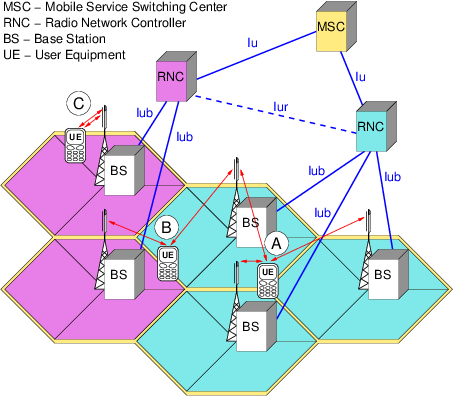 MSC – Mobile Service Switching Center
RNC – Radio Network Controller
BS – Base Station
UE – User Equipment
MSC
Iu
RNC
Iu
Iur
C
Iub
Iub
RNC
UE
BS
Iub
Iub
Iub
B
A
BS
UE
BS
UE
BS
BS